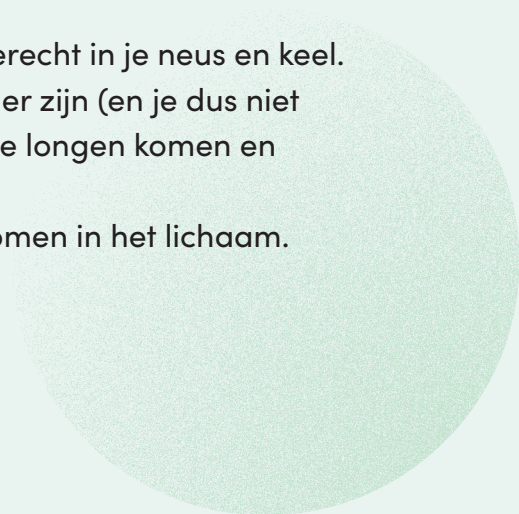 erecht in je neus en keel.
er zijn (en je dus niet
e longen komen en
omen in het lichaam.